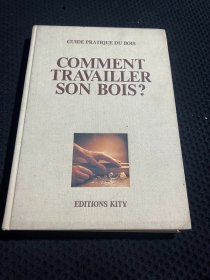 GUIDE PRATIQUE DU BOIS
COMMENT
TRAVAILLER
SON BOIS?
EDITIONS KITY